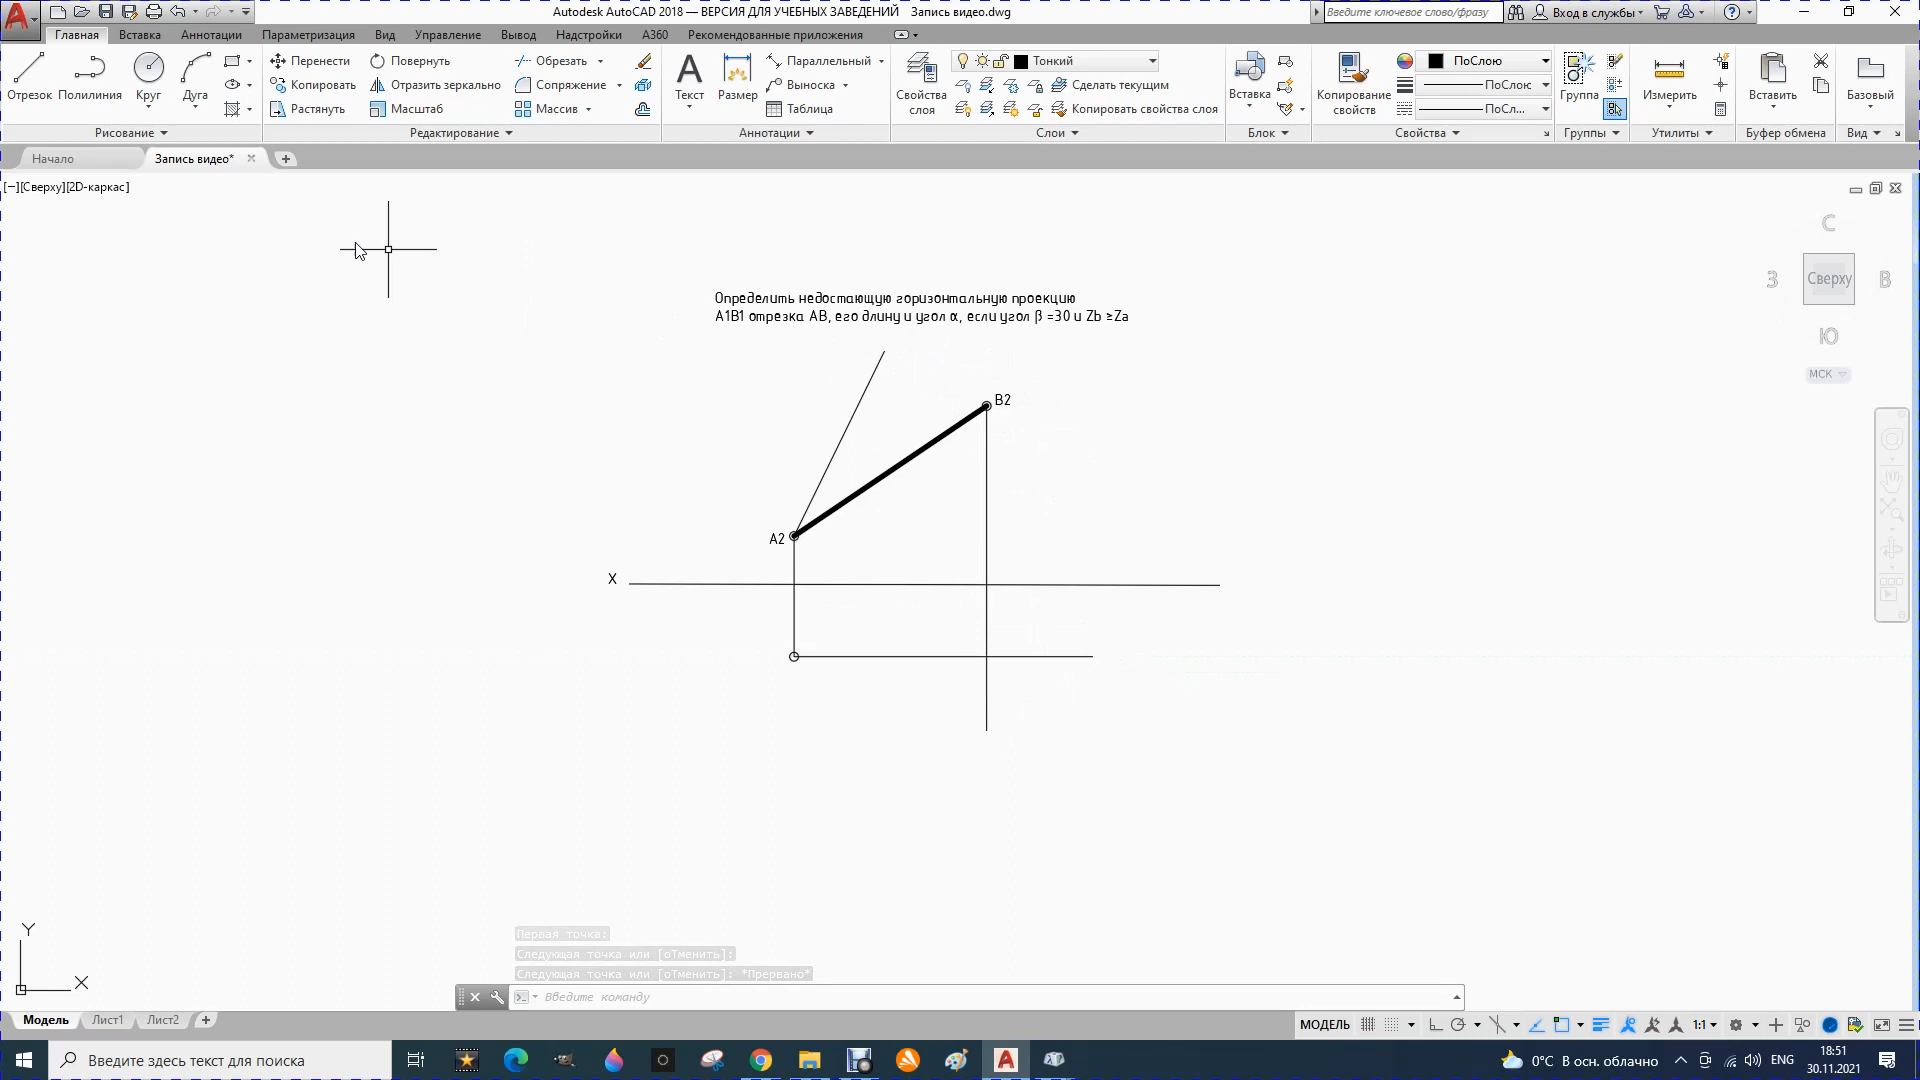 Autodesk AutoCAD 2018 — ВЕРСИЯ ДЛЯ УЧЕБНЫХ ЗАВЕДЕНИЙ Запись видео.dwg
Введите ключевое слово/фразу
Вход в службы
Главная Вставка Аннотации Параметризация Вид Управление Вывод Надстройки A360 Рекомендованные приложения
Отрезок Полилиния Круг Дуга
Перенести Повернуть Обрезать
Копировать Отразить зеркально Сопряжение
Растянуть Масштаб Массив
Текст Размер
Параллельный
Выноска
Таблица
Свойства слоя
Тонкий
Сделать текущим
Копировать свойства слоя
Вставка
Копирование свойств
ПоСлою
ПоСлою
ПоСл...
Группа Измерить Вставить Базовый
Рисование Редактирование Аннотации Слои Блок Свойства Группы Утилиты Буфер обмена Вид
Начало Запись видео*
[−][Сверху][2D-каркас]
С
З Сверху В
Ю
МСК
Определить недостающую горизонтальную проекцию
A1B1 отрезка AB, его длину и угол α, если угол β =30 и Zb ≥Za
B2
A2
X
Y
X
Первая точка:
Следующая точка или [оТменить]:
Следующая точка или [оТменить]: *Прервано*
Введите команду
Модель Лист1 Лист2
МОДЕЛЬ 1:1
Введите здесь текст для поиска
0°C В осн. облачно
ENG
18:51
30.11.2021